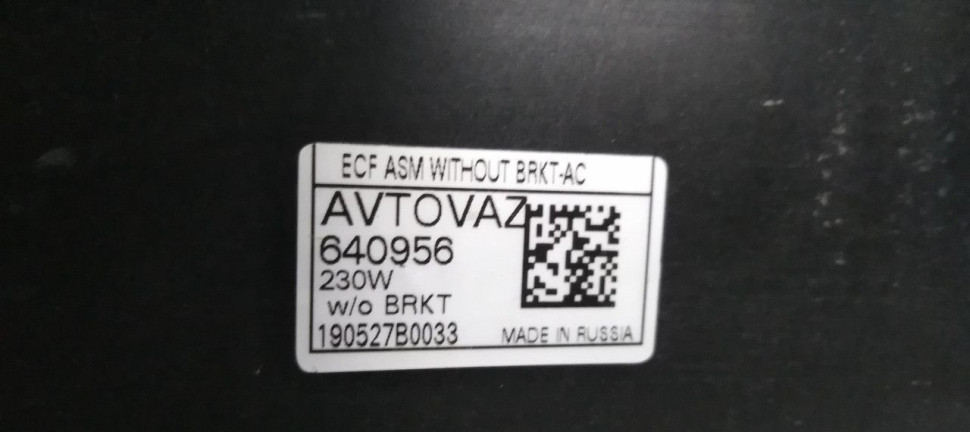 ECF ASM WITHOUT BRKT-AC
AVTOVAZ
640956
230W
w/o BRKT
190527B0033 MADE IN RUSSIA